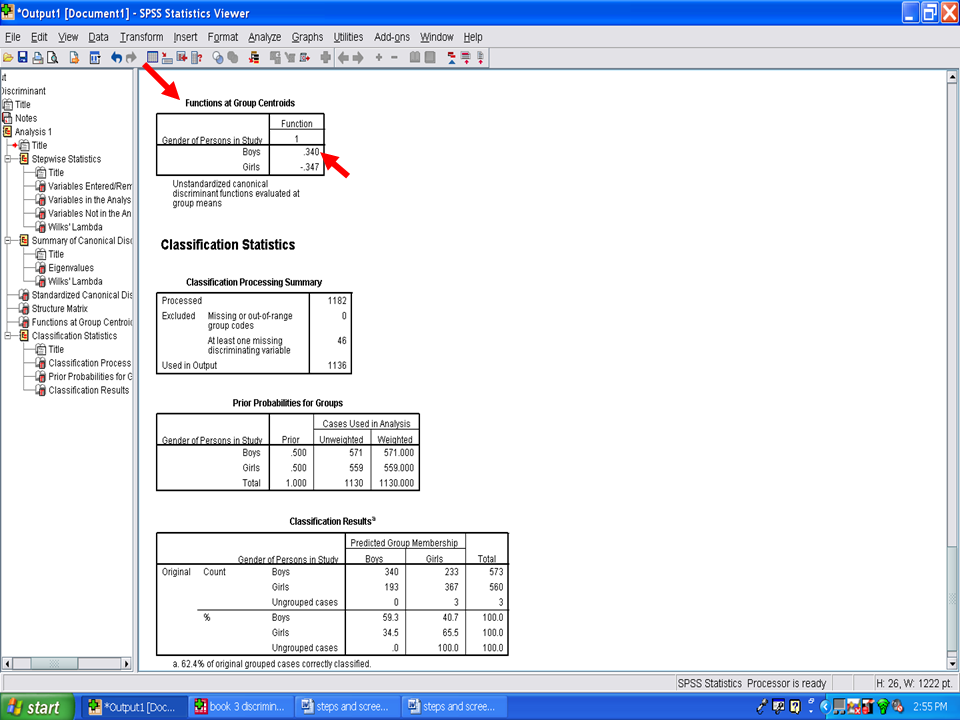 *Output1 [Document1] - SPSS Statistics Viewer
File Edit View Data Transform Insert Format Analyze Graphs Utilities Add-ons Window Help
Discriminant
Title
Notes
Analysis 1
Title
Stepwise Statistics
Title
Variables Entered/Rem
Variables in the Analys
Variables Not in the An
Wilks' Lambda
Summary of Canonical Disc
Title
Eigenvalues
Wilks' Lambda
Standardized Canonical Dis
Structure Matrix
Functions at Group Centroid
Classification Statistics
Title
Classification Process
Prior Probabilities for G
Classification Results
Functions at Group Centroids
Function
Gender of Persons in Study 1
Boys .340
Girls -.347
Unstandardized canonical
discriminant functions evaluated at
group means
Classification Statistics
Classification Processing Summary
Processed 1182
Excluded Missing or out-of-range 0
group codes
At least one missing 46
discriminating variable
Used in Output 1136
Prior Probabilities for Groups
Cases Used in Analysis
Gender of Persons in Study Prior Unweighted Weighted
Boys .500 571 571.000
Girls .500 559 559.000
Total 1.000 1130 1130.000
Classification Results a
Predicted Group Membership
Gender of Persons in Study Boys Girls Total
Original Count Boys 340 233 573
Girls 193 367 560
Ungrouped cases 0 3 3
% Boys 59.3 40.7 100.0
Girls 34.5 65.5 100.0
Ungrouped cases .0 100.0 100.0
a. 62.4% of original grouped cases correctly classified.
SPSS Statistics Processor is ready H: 26, W: 1222 pt.
start *Output1 [Doc... book 3 discrimin... steps and scree... steps and scree... 2:55 PM